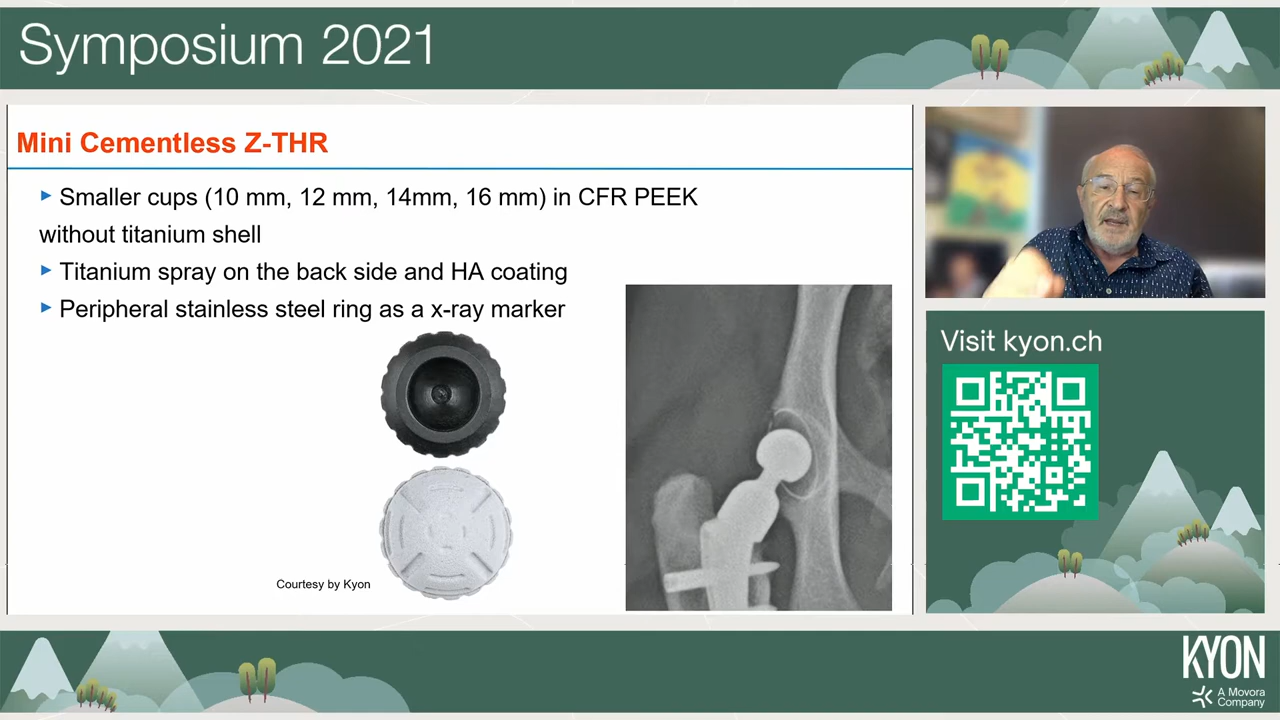 Symposium 2021
Mini Cementless Z-THR
Smaller cups (10 mm, 12 mm, 14mm, 16 mm) in CFR PEEK
without titanium shell
Titanium spray on the back side and HA coating
Peripheral stainless steel ring as a x-ray marker
Courtesy by Kyon
Visit kyon.ch
KYON
A Movora
Company